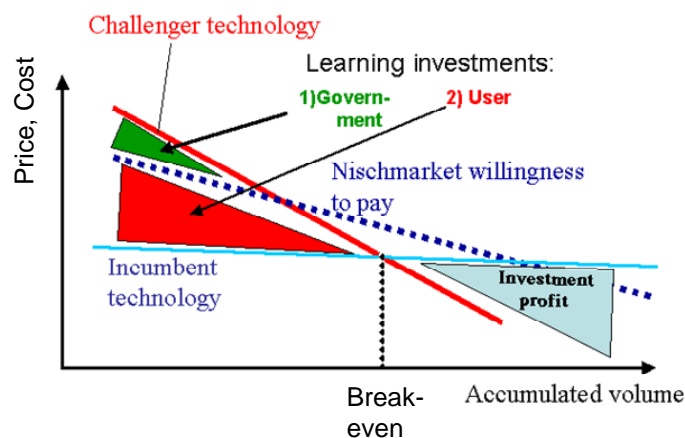 Challenger technology
Learning investments:
1)Govern-
ment
2) User
Price, Cost
Nischmarket willingness
to pay
Incumbent
technology
Investment
profit
Break-
even
Accumulated volume